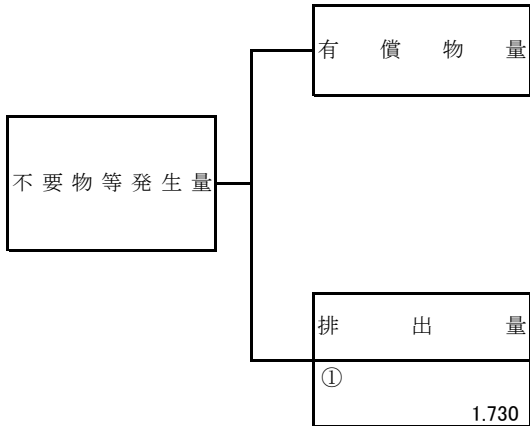 有償物量
不要物等発生量
排出量
①
1.730